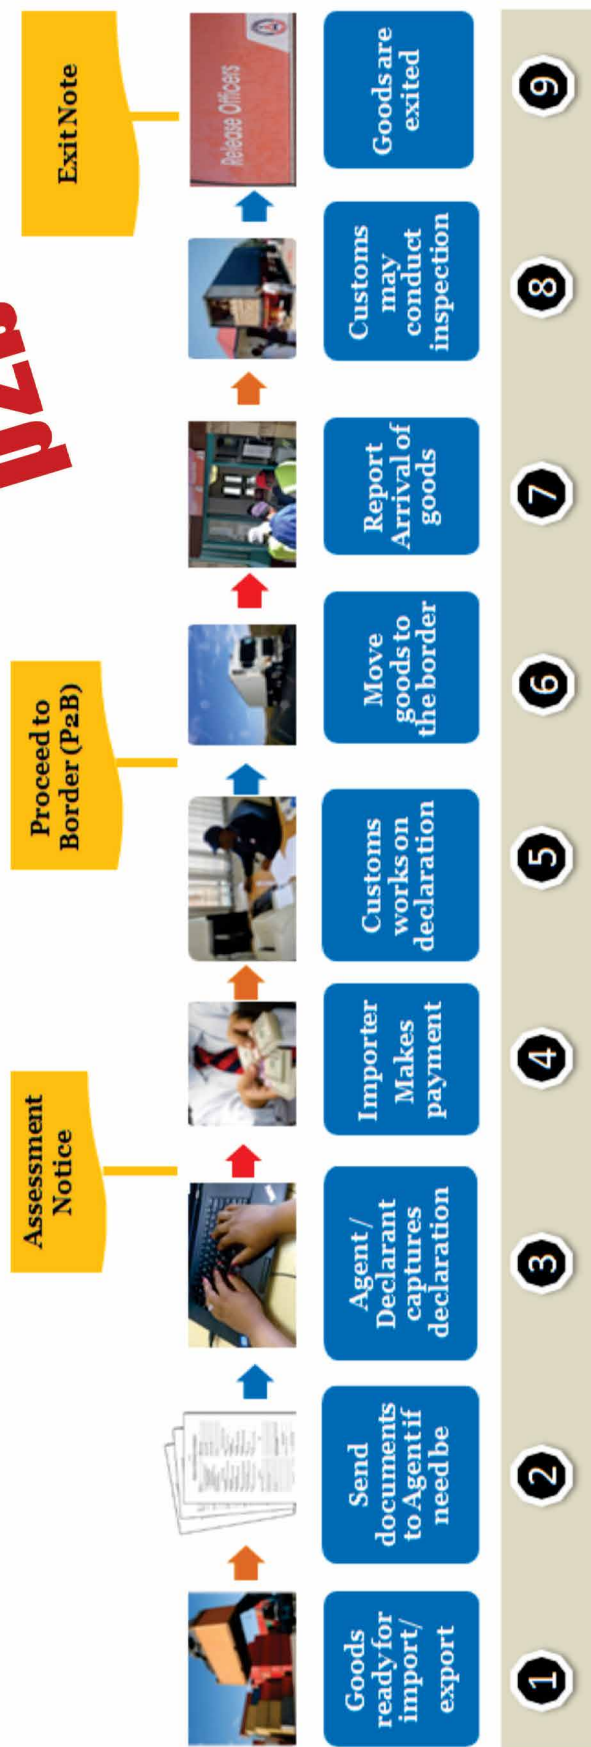 p2b
Assessment
Notice
Proceed to
Border (P2B)
Exit Note
Release Officers
Goods
ready for
import/
export
Send
documents
to Agent if
need be
Agent /
Declarant
captures
declaration
Importer
Makes
payment
Customs
works on
declaration
Move
goods to
the border
Report
Arrival of
goods
Customs
may
conduct
inspection
Goods are
exited
1
2
3
4
5
6
7
8
9